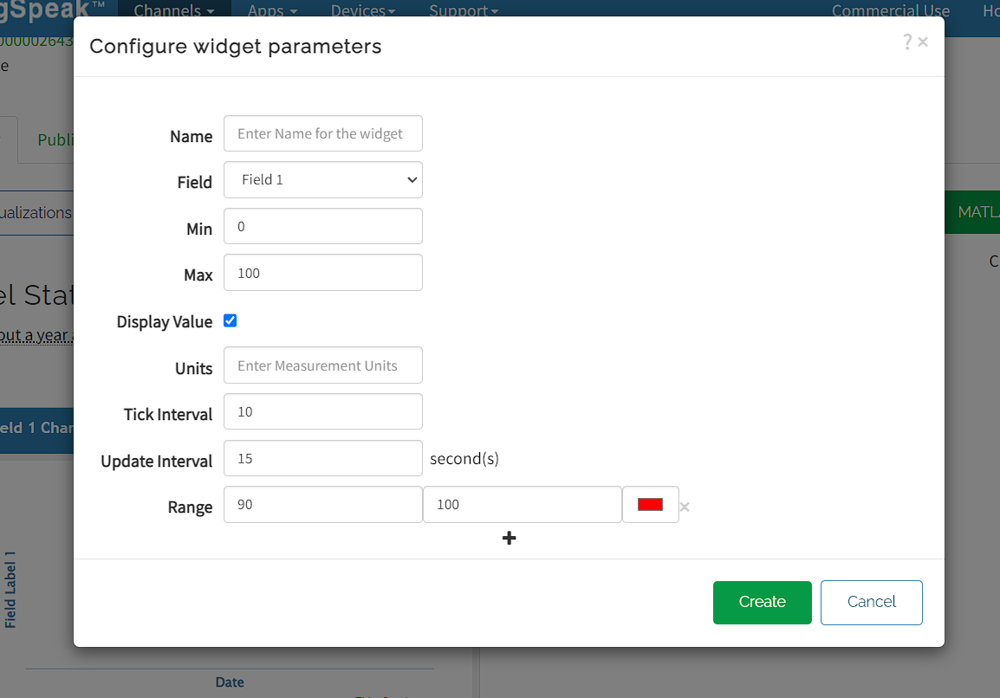 gSpeak™ Channels Apps Devices Support Commercial Use
0000002643
Configure widget parameters
? ×
Publi
Name Enter Name for the widget
Field Field 1
ualizations
MATL
Min 0
Max 100
el Stat
out a year
Display Value
Units Enter Measurement Units
Tick Interval 10
eld 1 Char
Update Interval 15 second(s)
Range 90 100 ×
+
Field Label 1
Create Cancel
Date